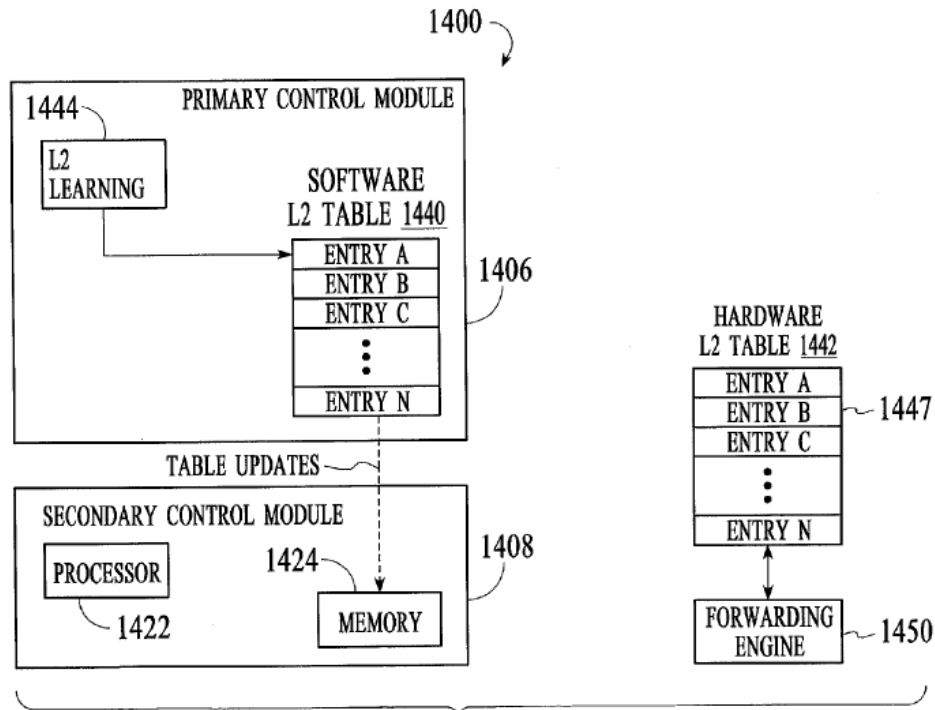 1400
PRIMARY CONTROL MODULE
1444
L2
LEARNING
SOFTWARE
L2 TABLE 1440
ENTRY A
ENTRY B
ENTRY C
ENTRY N
1406
TABLE UPDATES
SECONDARY CONTROL MODULE
PROCESSOR
1422
1424
MEMORY
1408
HARDWARE
L2 TABLE 1442
ENTRY A
ENTRY B
ENTRY C
ENTRY N
1447
FORWARDING
ENGINE
1450